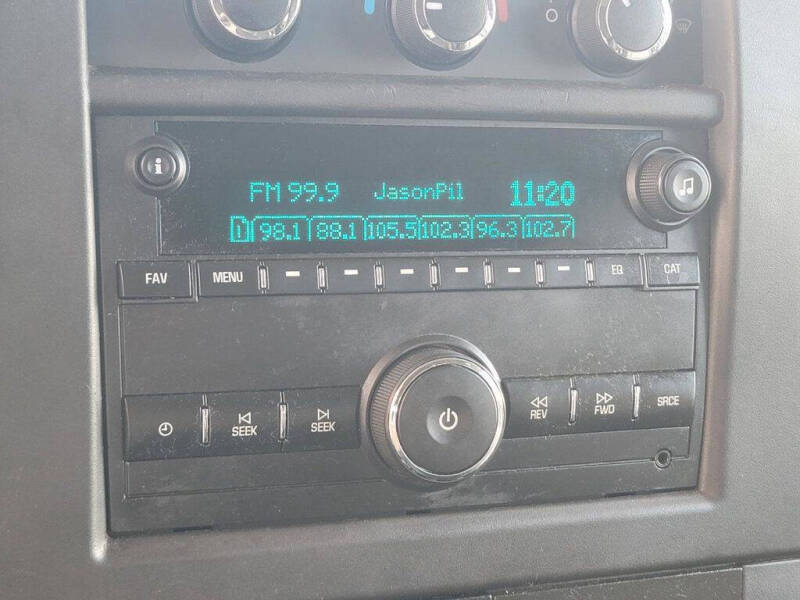 FM 99.9 JasonPil 11:20
1 98.1 88.1 105.5 102.3 96.3 102.7
FAV MENU EQ CAT
SEEK SEEK REV FWD SRCE